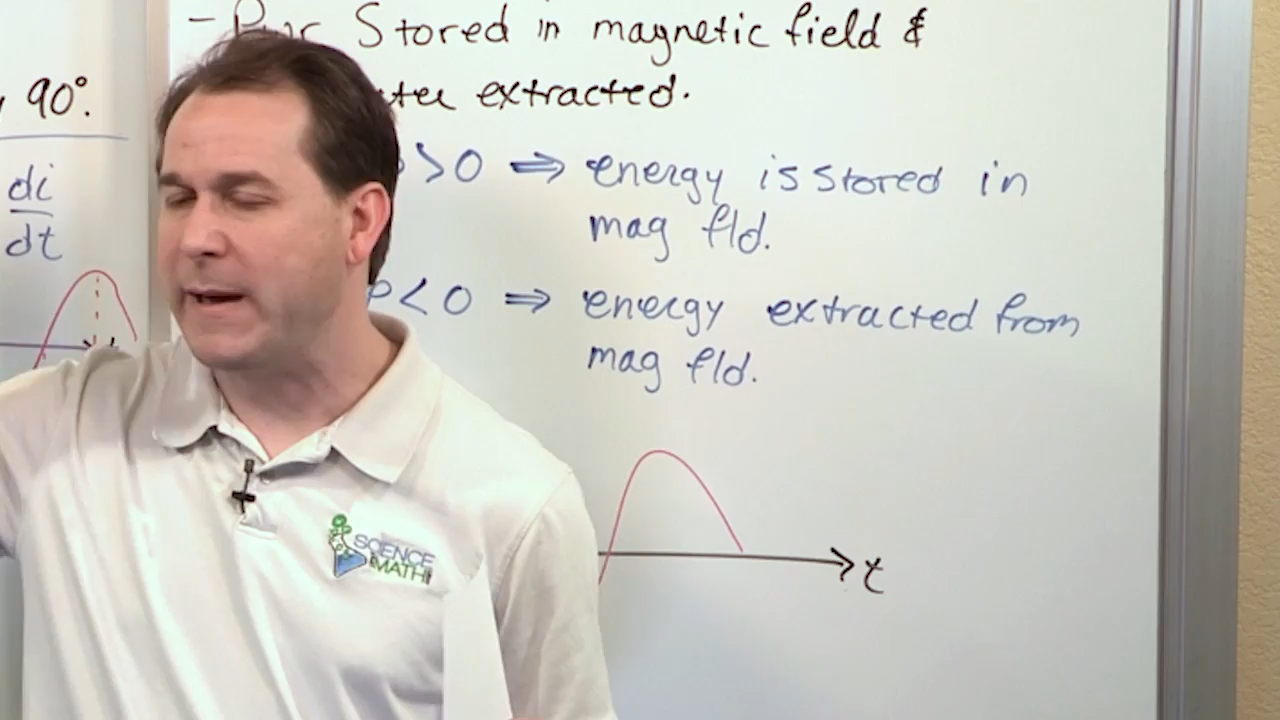 90°.
di
dt
- Pwr Stored in magnetic field &
extracted.
>0 ⇒ energy is stored in
mag fld.
p<0 ⇒ energy extracted from
mag fld.
t
SCIENCE
MATH